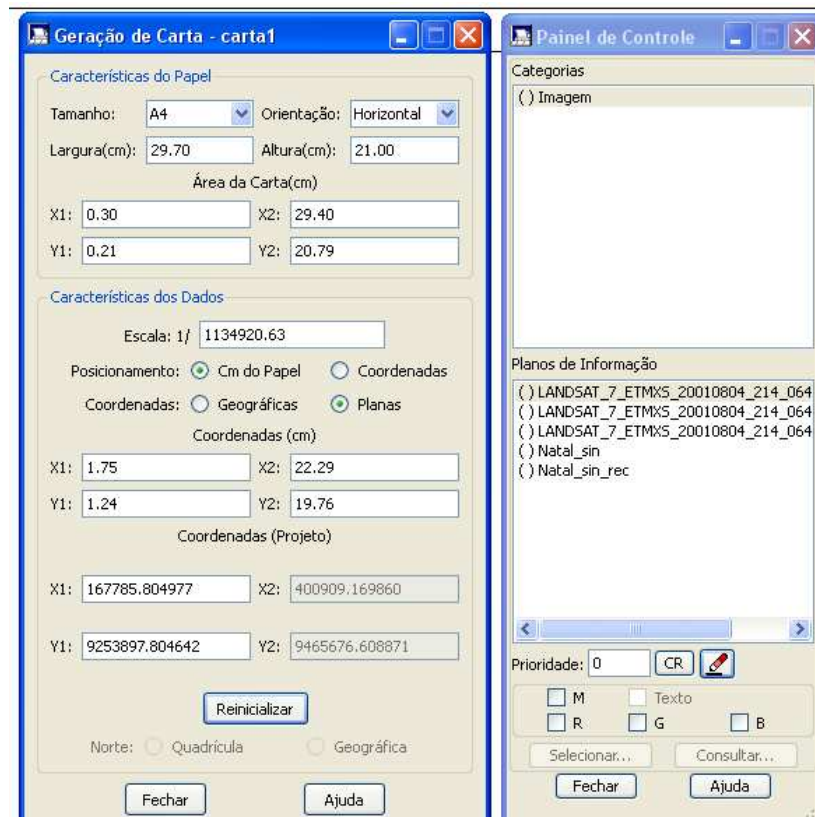 Geração de Carta - carta1
Características do Papel
Tamanho: A4 Orientação: Horizontal
Largura(cm): 29.70 Altura(cm): 21.00
Área da Carta(cm)
X1: 0.30 X2: 29.40
Y1: 0.21 Y2: 20.79
Características dos Dados
Escala: 1/ 1134920.63
Posicionamento: Cm do Papel Coordenadas
Coordenadas: Geográficas Planas
Coordenadas (cm)
X1: 1.75 X2: 22.29
Y1: 1.24 Y2: 19.76
Coordenadas (Projeto)
X1: 167785.804977 X2: 400909.169860
Y1: 9253897.804642 Y2: 9465676.608871
Reinicializar
Norte: Quadrícula Geográfica
Fechar Ajuda
Painel de Controle
Categorias
( ) Imagem
Planos de Informação
( ) LANDSAT_7_ETMXS_20010804_214_064
( ) LANDSAT_7_ETMXS_20010804_214_064
( ) LANDSAT_7_ETMXS_20010804_214_064
( ) Natal_sin
( ) Natal_sin_rec
Prioridade: 0 CR
M Texto
R G B
Selecionar... Consultar...
Fechar Ajuda